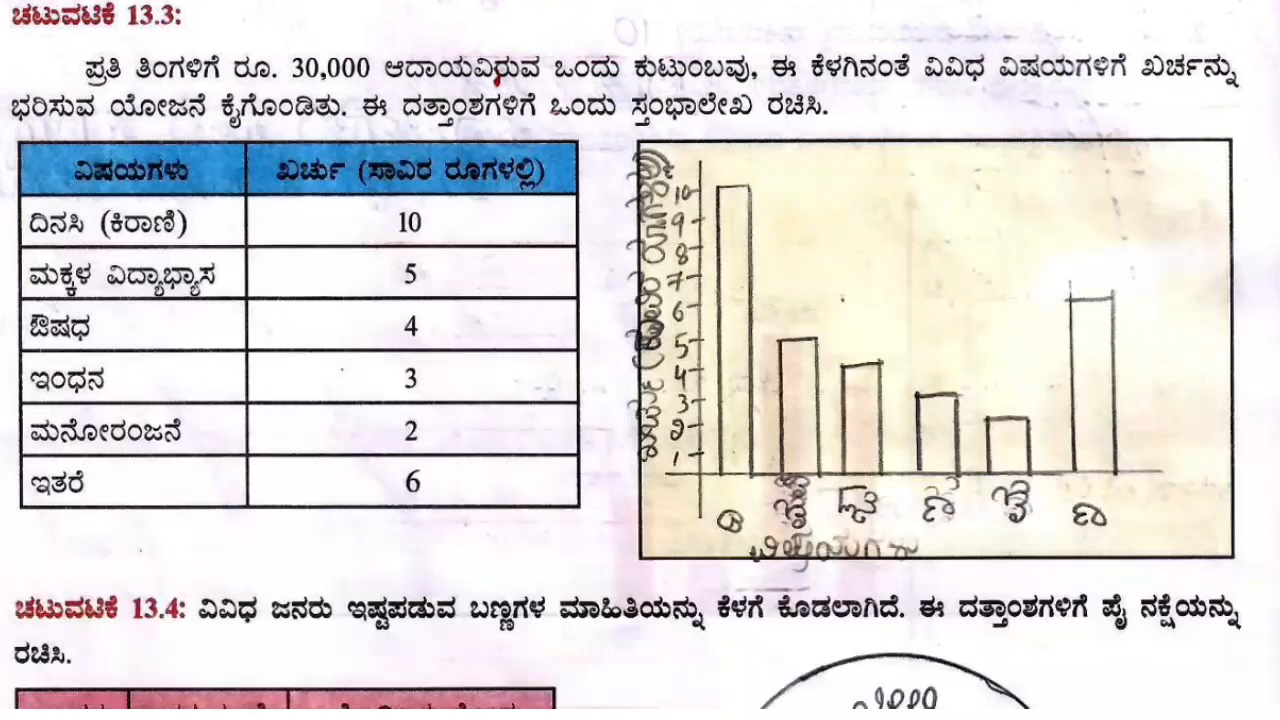 ಚಟುವಟಿಕೆ 13.3:
ಪ್ರತಿ ತಿಂಗಳಿಗೆ ರೂ. 30,000 ಆದಾಯವಿರುವ ಒಂದು ಕುಟುಂಬವು, ಈ ಕೆಳಗಿನಂತೆ ವಿವಿಧ ವಿಷಯಗಳಿಗೆ ಖರ್ಚನ್ನು
ಭರಿಸುವ ಯೋಜನೆ ಕೈಗೊಂಡಿತು. ಈ ದತ್ತಾಂಶಗಳಿಗೆ ಒಂದು ಸ್ತಂಭಾಲೇಖ ರಚಿಸಿ.
ವಿಷಯಗಳು ಖರ್ಚು (ಸಾವಿರ ರೂಗಳಲ್ಲಿ)
ದಿನಸಿ (ಕಿರಾಣಿ) 10
ಮಕ್ಕಳ ವಿದ್ಯಾಭ್ಯಾಸ 5
ಔಷಧ 4
ಇಂಧನ 3
ಮನೋರಂಜನೆ 2
ಇತರೆ 6
10
9
8
7
6
5
4
3
2
1
ವಿಷಯಗಳು
ಚಟುವಟಿಕೆ 13.4: ವಿವಿಧ ಜನರು ಇಷ್ಟಪಡುವ ಬಣ್ಣಗಳ ಮಾಹಿತಿಯನ್ನು ಕೆಳಗೆ ಕೊಡಲಾಗಿದೆ. ಈ ದತ್ತಾಂಶಗಳಿಗೆ ಪೈ ನಕ್ಷೆಯನ್ನು
ರಚಿಸಿ.